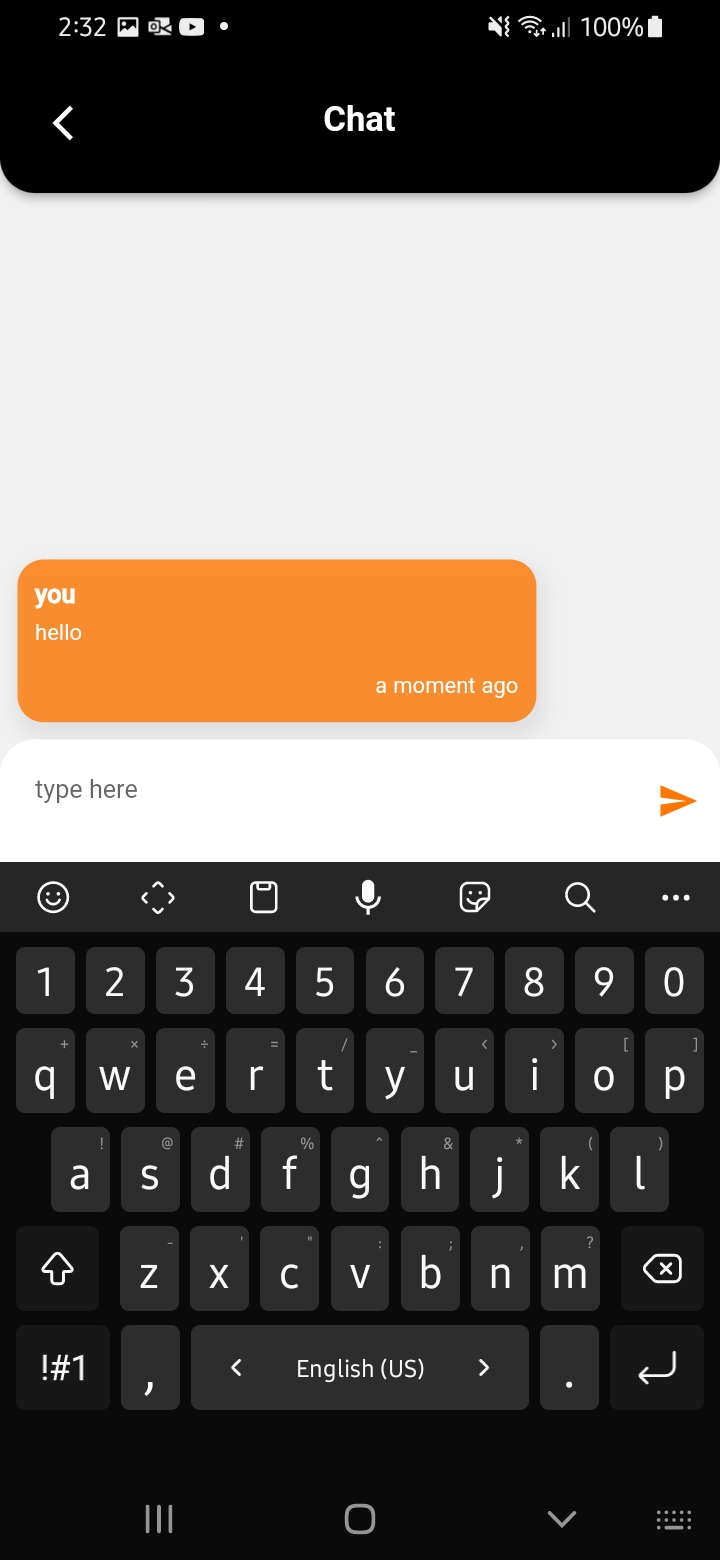 2:32 100%
Chat
you
hello
a moment ago
type here
1 2 3 4 5 6 7 8 9 0
+ × ÷ = / _ < > [ ]
q w e r t y u i o p
! @ # % ^ & * ( )
a s d f g h j k l
- ' " : ; , ?
z x c v b n m
!#1 , < English (US) > .